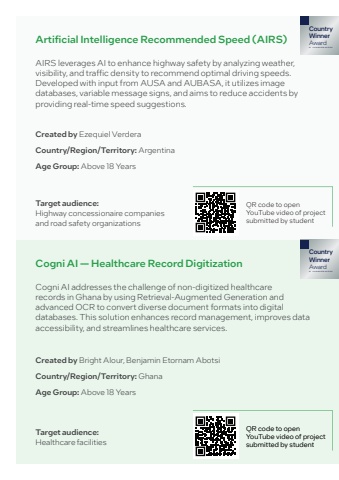 Country
Winner
Award
Artificial Intelligence Recommended Speed (AIRS)
AIRS leverages AI to enhance highway safety by analyzing weather,
visibility, and traffic density to recommend optimal driving speeds.
Developed with input from AUSA and AUBASA, it utilizes image
databases, variable message signs, and aims to reduce accidents by
providing real-time speed suggestions.
Created by Ezequiel Verdera
Country/Region/Territory: Argentina
Age Group: Above 18 Years
Target audience:
Highway concessionaire companies
and road safety organizations
QR code to open
YouTube video of project
submitted by student
Country
Winner
Award
Cogni AI — Healthcare Record Digitization
Cogni AI addresses the challenge of non-digitized healthcare
records in Ghana by using Retrieval-Augmented Generation and
advanced OCR to convert diverse document formats into digital
databases. This solution enhances record management, improves data
accessibility, and streamlines healthcare services.
Created by Bright Alour, Benjamin Etornam Abotsi
Country/Region/Territory: Ghana
Age Group: Above 18 Years
Target audience:
Healthcare facilities
QR code to open
YouTube video of project
submitted by student